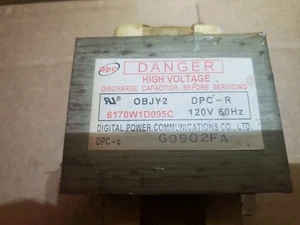 DPC DANGER
HIGH VOLTAGE
DISCHARGE CAPACITOR BEFORE SERVICING
OBJY2 DPC-R
6170W1D095C 120V 60Hz
DIGITAL POWER COMMUNICATIONS CO., LTD
DPC-c G0902FA